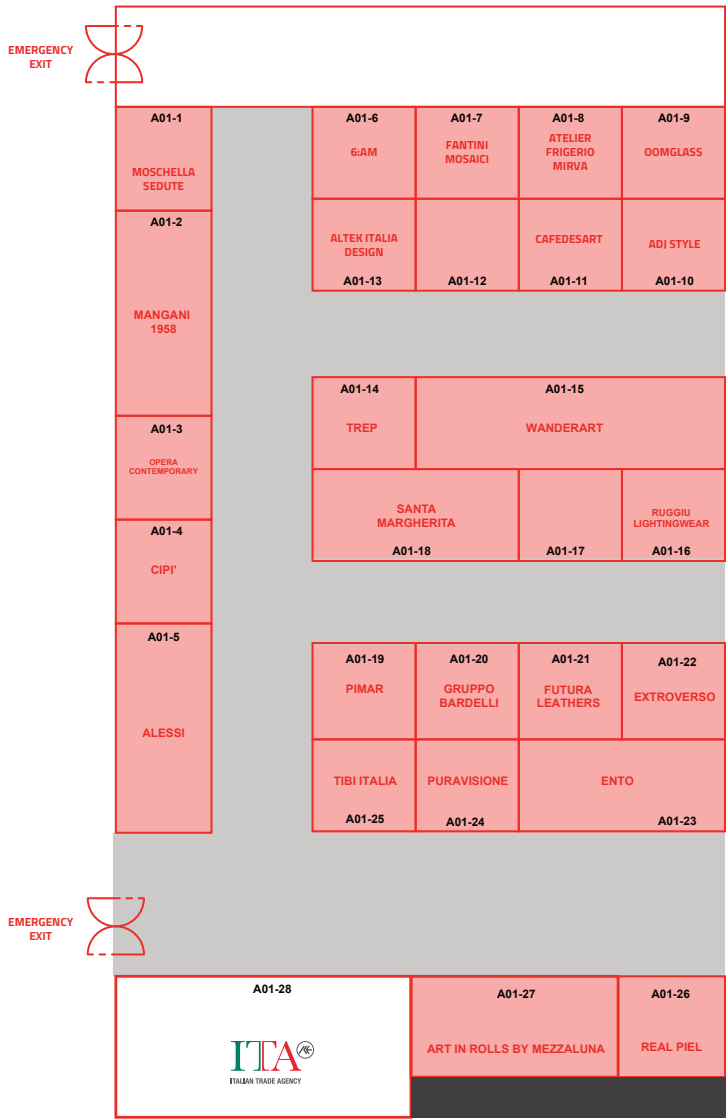 EMERGENCY
EXIT
A01-1
MOSCHELLA
SEDUTE
A01-2
MANGANI
1958
A01-3
OPERA
CONTEMPORARY
A01-4
CIPI'
A01-5
ALESSI
A01-6
6:AM
A01-7
FANTINI
MOSAICI
A01-8
ATELIER
FRIGERIO
MIRVA
A01-9
OOMGLASS
ALTEK ITALIA
DESIGN
A01-13
A01-12
CAFEDESART
A01-11
ADJ STYLE
A01-10
A01-14
TREP
A01-15
WANDERART
SANTA
MARGHERITA
A01-18
A01-17
RUGGIU
LIGHTINGWEAR
A01-16
A01-19
PIMAR
A01-20
GRUPPO
BARDELLI
A01-21
FUTURA
LEATHERS
A01-22
EXTROVERSO
TIBI ITALIA
A01-25
PURAVISIONE
A01-24
ENTO
A01-23
EMERGENCY
EXIT
A01-28
ITA
ITALIAN TRADE AGENCY
A01-27
ART IN ROLLS BY MEZZALUNA
A01-26
REAL PIEL